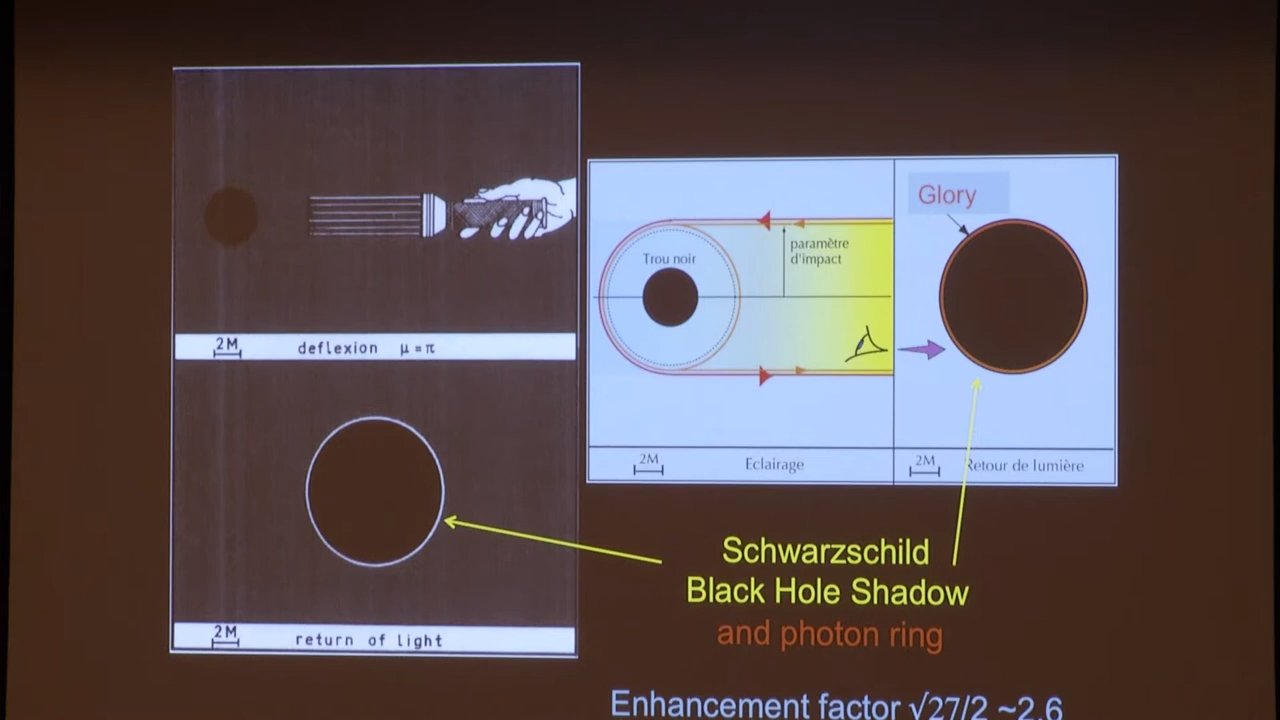 2M
deflexion μ=π
2M
return of light
Glory
paramètre
d'impact
Trou noir
2M
Eclairage
2M
Retour de lumière
Schwarzschild
Black Hole Shadow
and photon ring
Enhancement factor √27/2 ~2.6